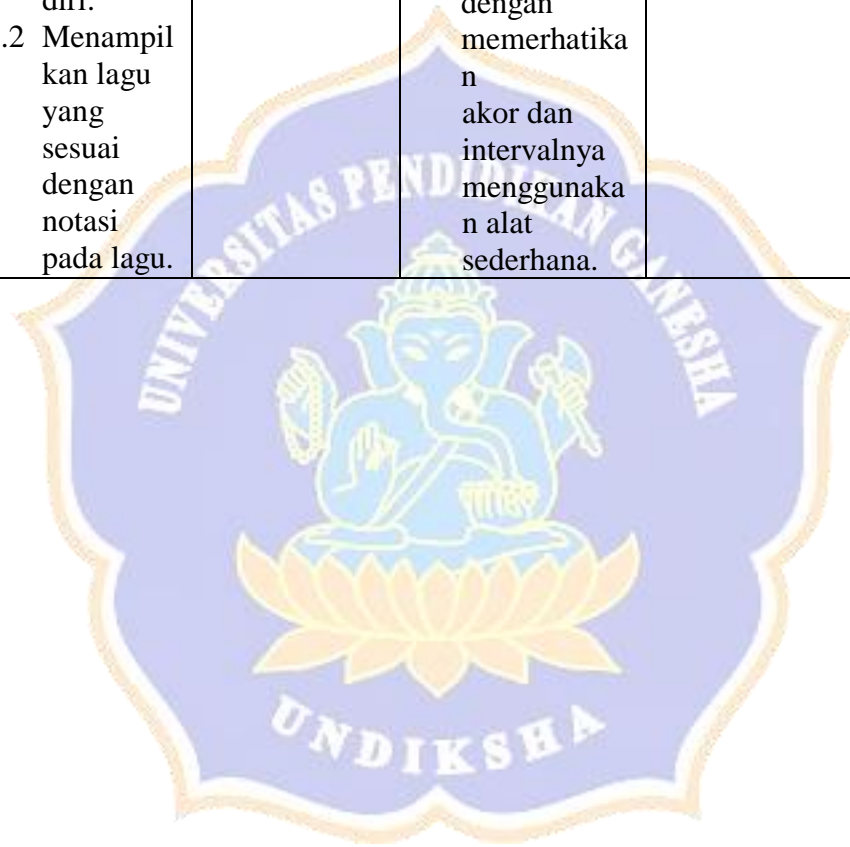 diri.
.2 Menampil
kan lagu
yang
sesuai
dengan
notasi
pada lagu.
dengan
memerhatika
n
akor dan
intervalnya
menggunaka
n alat
sederhana.
UNIVERSITAS PENDIDIKAN GANESHA
UNDIKSHA